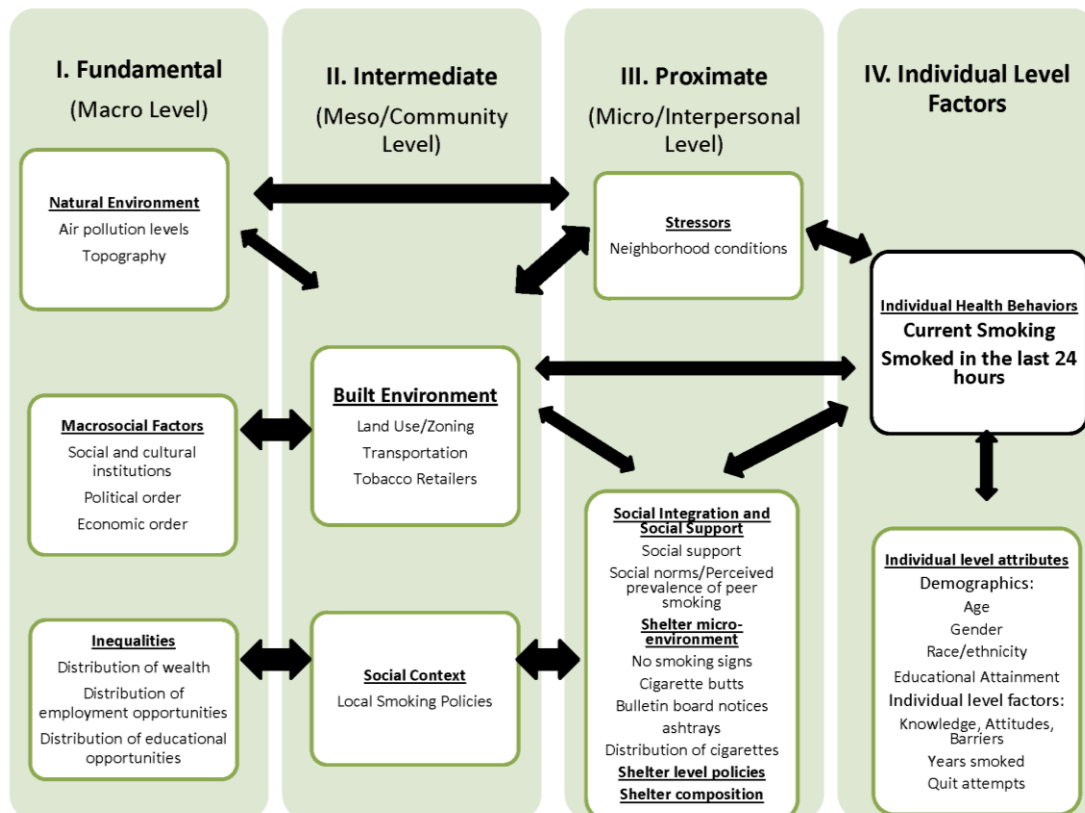 I. Fundamental
(Macro Level)
Natural Environment
Air pollution levels
Topography
Macrosocial Factors
Social and cultural
institutions
Political order
Economic order
Inequalities
Distribution of wealth
Distribution of
employment opportunities
Distribution of educational
opportunities
II. Intermediate
(Meso/Community
Level)
Built Environment
Land Use/Zoning
Transportation
Tobacco Retailers
Social Context
Local Smoking Policies
III. Proximate
(Micro/Interpersonal
Level)
Stressors
Neighborhood conditions
Social Integration and
Social Support
Social support
Social norms/Perceived
prevalence of peer
smoking
Shelter micro-
environment
No smoking signs
Cigarette butts
Bulletin board notices
ashtrays
Distribution of cigarettes
Shelter level policies
Shelter composition
IV. Individual Level
Factors
Individual Health Behaviors
Current Smoking
Smoked in the last 24
hours
Individual level attributes
Demographics:
Age
Gender
Race/ethnicity
Educational Attainment
Individual level factors:
Knowledge, Attitudes,
Barriers
Years smoked
Quit attempts